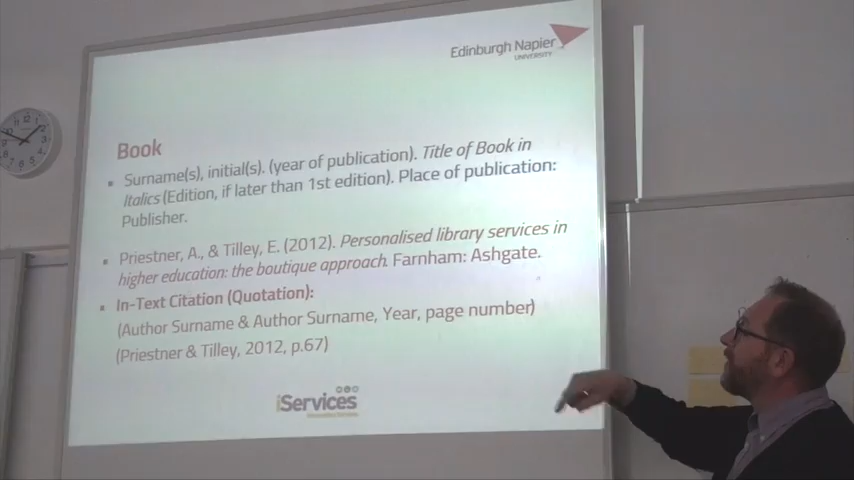 Edinburgh Napier
UNIVERSITY
Book
Surname(s), initial(s). (year of publication). Title of Book in
Italics (Edition, if later than 1st edition). Place of publication:
Publisher.
Priestner, A., & Tilley, E. (2012). Personalised library services in
higher education: the boutique approach. Farnham: Ashgate.
In-Text Citation (Quotation):
(Author Surname & Author Surname, Year, page number)
(Priestner & Tilley, 2012, p.67)
iServices